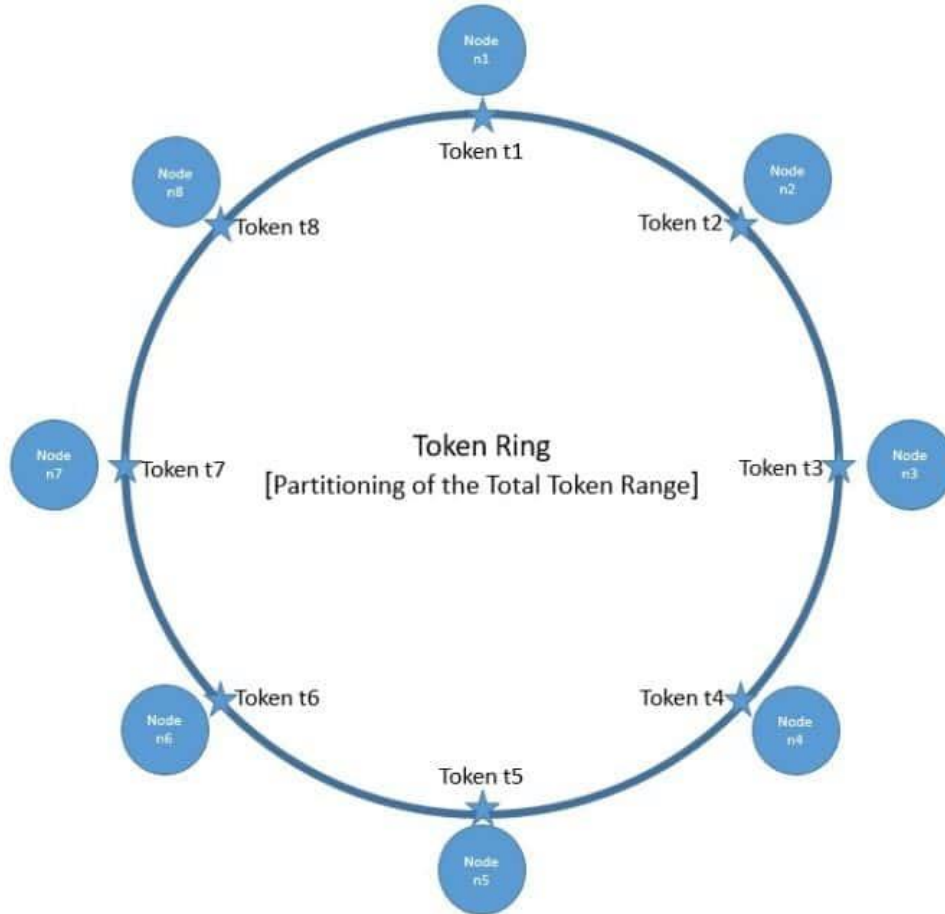 Node
n1
Token t1
Node
n8
Node
n2
Token t8
Token t2
Token Ring
[Partitioning of the Total Token Range]
Node
n7
Token t7
Token t3
Node
n3
Token t6
Token t4
Node
n6
Node
n4
Token t5
Node
n5